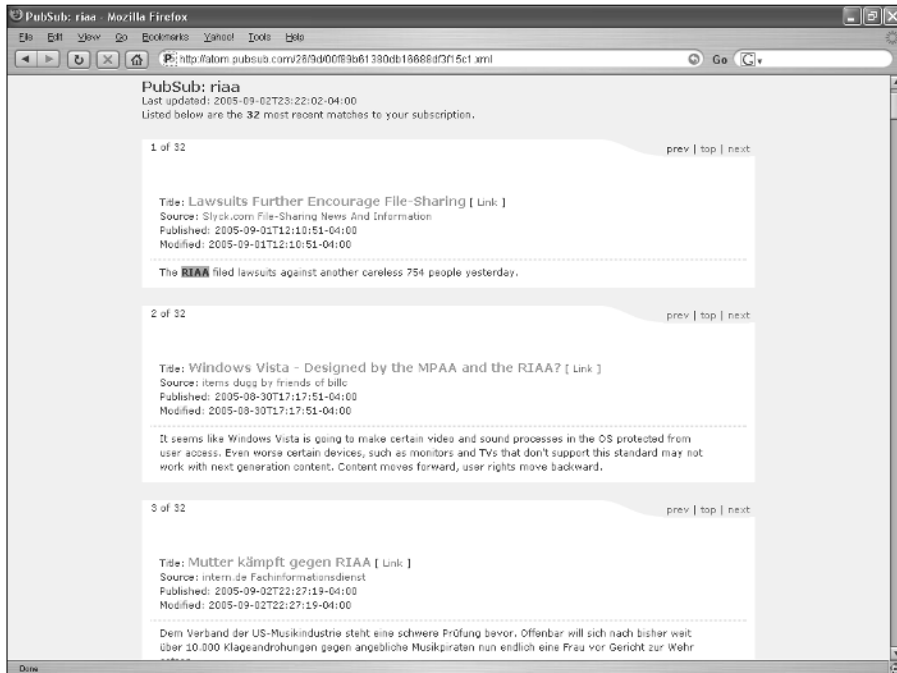 PubSub: riaa - Mozilla Firefox
File Edit View Go Bookmarks Yahoo! Tools Help
Go
PubSub: riaa
Last updated: 2005-09-02T23:22:02-04:00
Listed below are the 32 most recent matches to your subscription.
1 of 32 prev | top | next
Title: Lawsuits Further Encourage File-Sharing [ Link ]
Source: Slyck.com File-Sharing News And Information
Published: 2005-09-01T12:10:51-04:00
Modified: 2005-09-01T12:10:51-04:00
The RIAA filed lawsuits against another careless 754 people yesterday.
2 of 32 prev | top | next
Title: Windows Vista - Designed by the MPAA and the RIAA? [ Link ]
Source: items dugg by friends of billc
Published: 2005-08-30T17:17:51-04:00
Modified: 2005-08-30T17:17:51-04:00
It seems like Windows Vista is going to make certain video and sound processes in the OS protected from
user access. Even worse certain devices, such as monitors and TVs that don't support this standard may not
work with next generation content. Content moves forward, user rights move backward.
3 of 32 prev | top | next
Title: Mutter kämpft gegen RIAA [ Link ]
Source: intern.de Fachinformationsdienst
Published: 2005-09-02T22:27:19-04:00
Modified: 2005-09-02T22:27:19-04:00
Dem Verband der US-Musikindustrie steht eine schwere Prüfung bevor. Offenbar will sich nach bisher weit
über 10.000 Klageandrohungen gegen angebliche Musikpiraten nun endlich eine Frau vor Gericht zur Wehr
Done